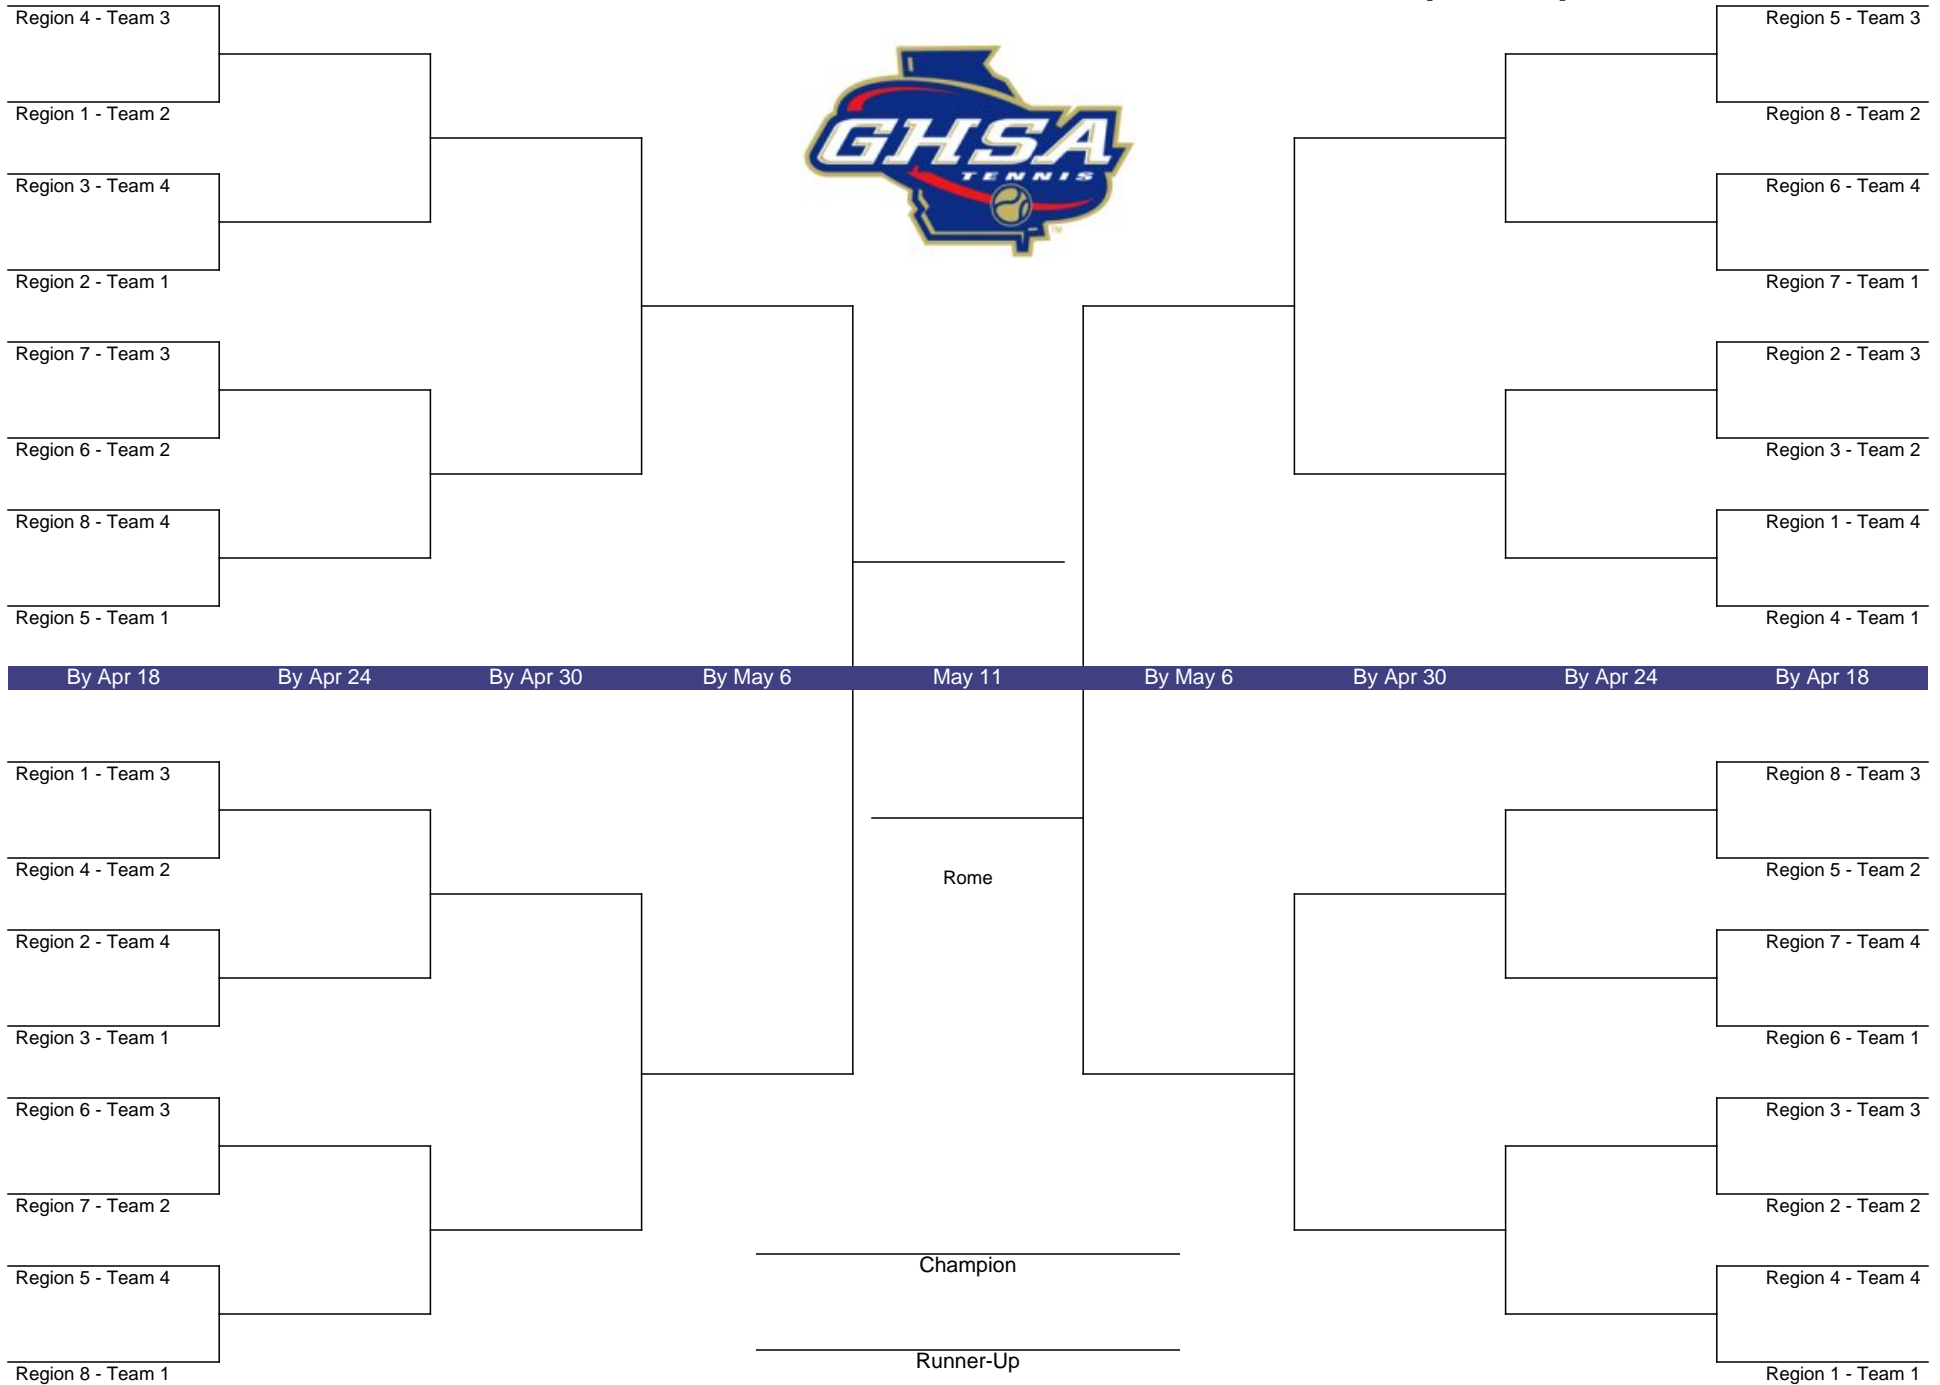 Region 4 - Team 3
Region 1 - Team 2
Region 3 - Team 4
Region 2 - Team 1
Region 7 - Team 3
Region 6 - Team 2
Region 8 - Team 4
Region 5 - Team 1
GHSA
TENNIS
TM
Region 5 - Team 3
Region 8 - Team 2
Region 6 - Team 4
Region 7 - Team 1
Region 2 - Team 3
Region 3 - Team 2
Region 1 - Team 4
Region 4 - Team 1
By Apr 18 By Apr 24 By Apr 30 By May 6 May 11 By May 6 By Apr 30 By Apr 24 By Apr 18
Region 1 - Team 3
Region 4 - Team 2
Region 2 - Team 4
Region 3 - Team 1
Region 6 - Team 3
Region 7 - Team 2
Region 5 - Team 4
Region 8 - Team 1
Rome
Champion
Runner-Up
Region 8 - Team 3
Region 5 - Team 2
Region 7 - Team 4
Region 6 - Team 1
Region 3 - Team 3
Region 2 - Team 2
Region 4 - Team 4
Region 1 - Team 1